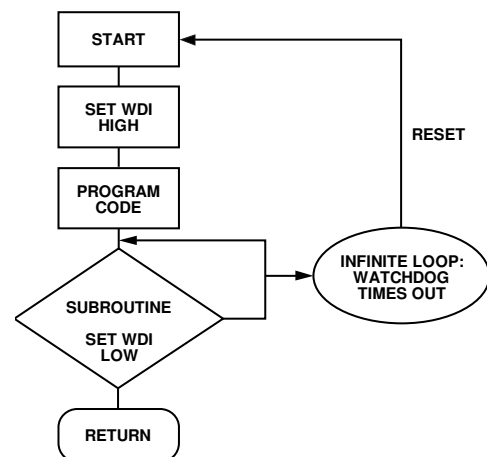 START
SET WDI
HIGH
RESET
PROGRAM
CODE
INFINITE LOOP:
WATCHDOG
TIMES OUT
SUBROUTINE
SET WDI
LOW
RETURN